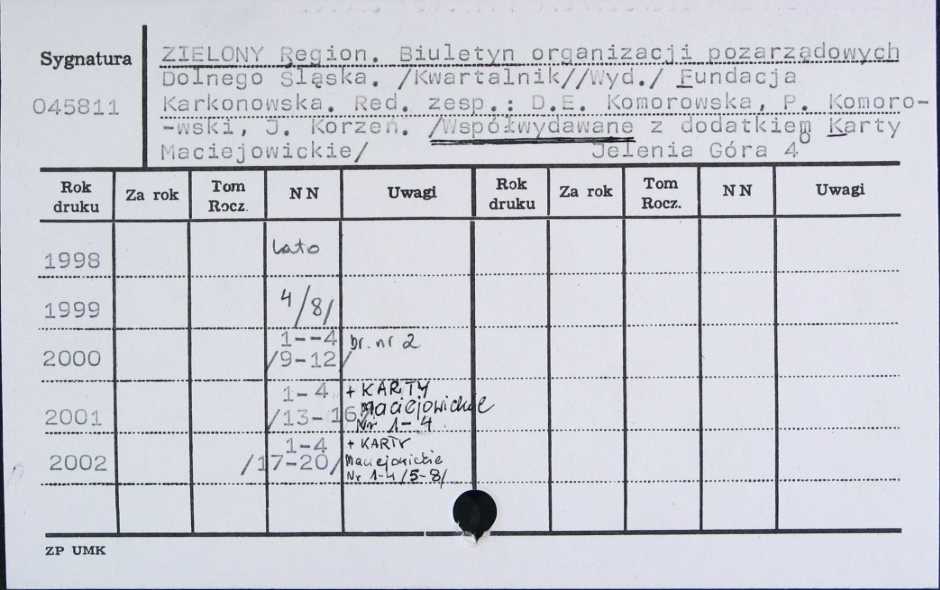 Sygnatura
045811
ZIELONY Region. Biuletyn organizacji pozarządowych
Dolnego Śląska. /Kwartalnik//Wyd./ Fundacja
Karkonowska. Red. zesp.: D.E. Komorowska, P. Komoro-
-wski, J. Korzeń. /Współwydawane z dodatkiem Karty
Maciejowickie/ Jelenia Góra 4°
Rok druku Za rok Tom Rocz. NN Uwagi Rok druku Za rok Tom Rocz. NN Uwagi
1998 lato
1999 4/8/
2000 1--4 /9-12/ br. nr 2
2001 1-4 /13-16/ + KARTY Maciejowickie Nr 1-4
2002 1-4 /17-20/ + KARTY Maciejowickie Nr 1-4/5-8/
ZP UMK